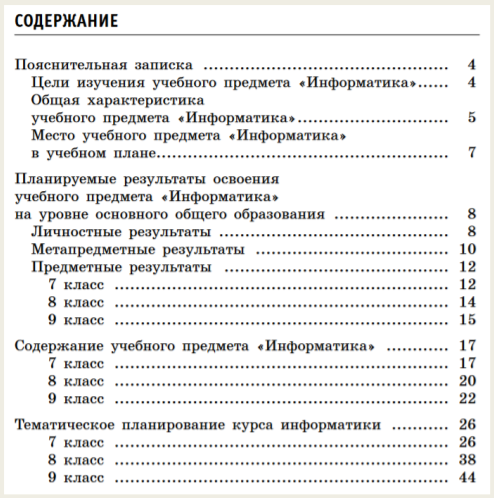 СОДЕРЖАНИЕ
Пояснительная записка .................................... 4
Цели изучения учебного предмета «Информатика»...... 4
Общая характеристика
учебного предмета «Информатика»........................ 5
Место учебного предмета «Информатика»
в учебном плане.......................................... 7
Планируемые результаты освоения
учебного предмета «Информатика»
на уровне основного общего образования ............... 8
Личностные результаты .................................. 8
Метапредметные результаты ............................ 10
Предметные результаты ................................. 12
7 класс ................................................ 12
8 класс ................................................ 14
9 класс ................................................ 15
Содержание учебного предмета «Информатика» ......... 17
7 класс ................................................ 17
8 класс ................................................ 20
9 класс ................................................ 22
Тематическое планирование курса информатики ......... 26
7 класс ................................................ 26
8 класс ................................................ 38
9 класс ................................................ 44